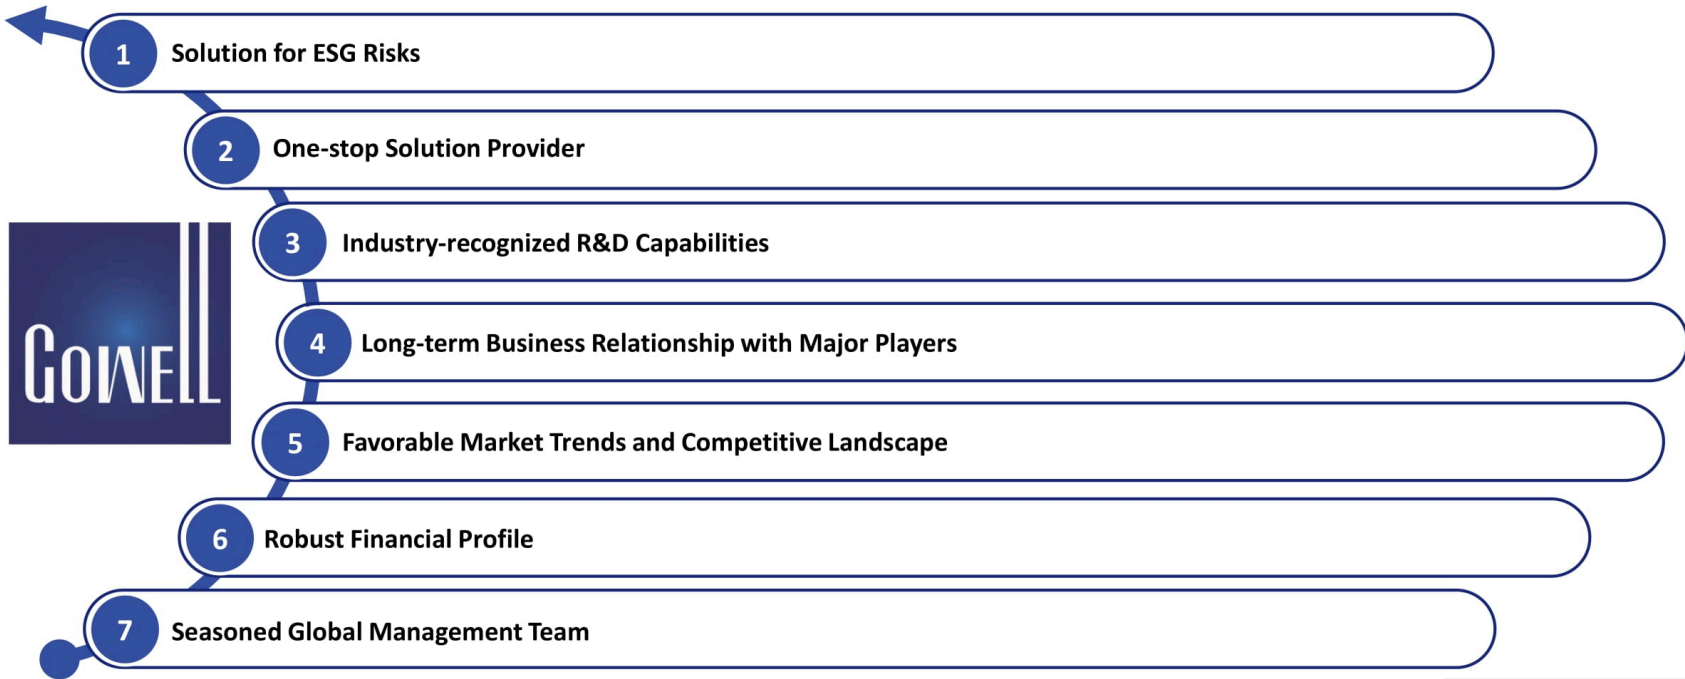 1 Solution for ESG Risks
2 One-stop Solution Provider
3 Industry-recognized R&D Capabilities
GOWELL
4 Long-term Business Relationship with Major Players
5 Favorable Market Trends and Competitive Landscape
6 Robust Financial Profile
7 Seasoned Global Management Team